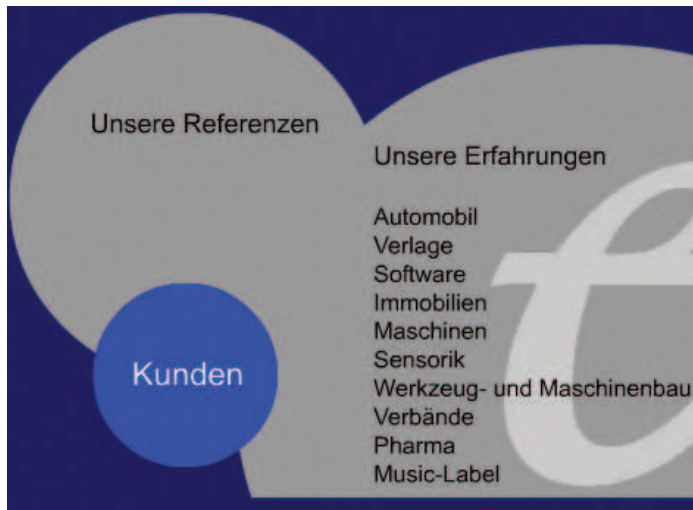 Unsere Referenzen
Unsere Erfahrungen
Automobil
Verlage
Software
Immobilien
Maschinen
Sensorik
Werkzeug- und Maschinenbau
Verbände
Pharma
Music-Label
Kunden